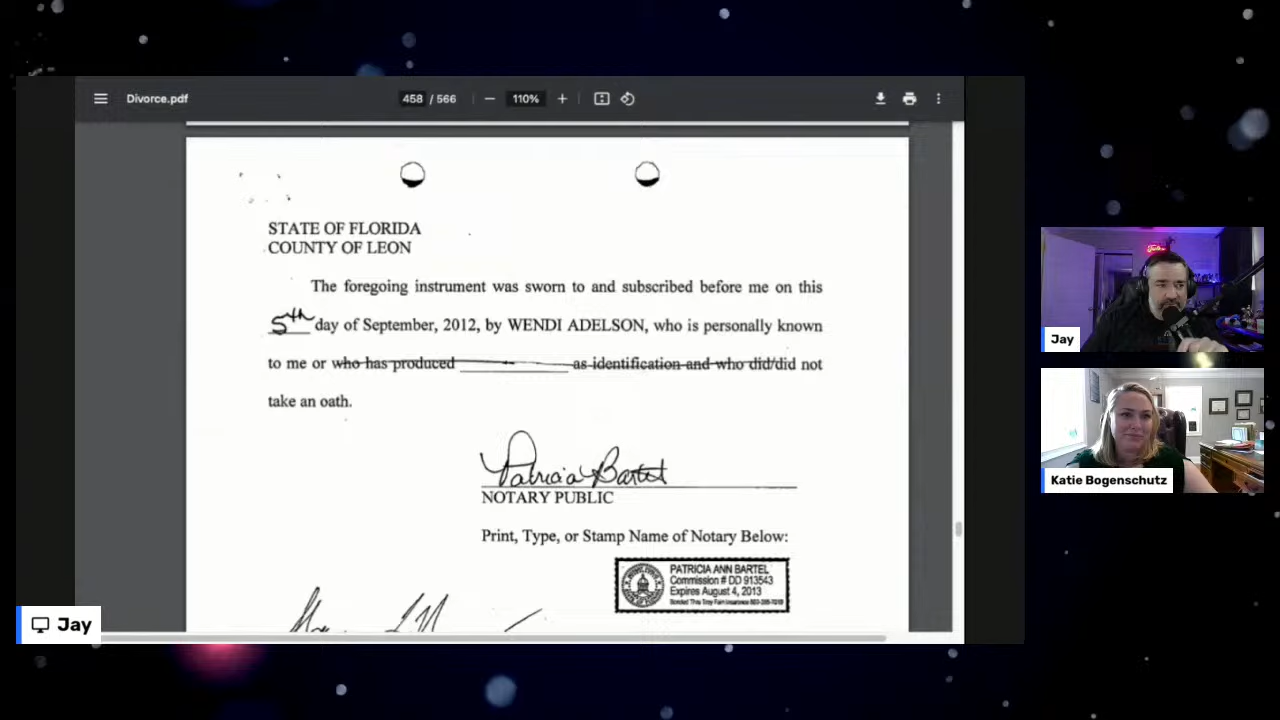 Divorce.pdf
458 / 566
110%
STATE OF FLORIDA
COUNTY OF LEON
The foregoing instrument was sworn to and subscribed before me on this
5th day of September, 2012, by WENDI ADELSON, who is personally known
to me or who has produced as identification and who did/did not
take an oath.
Patricia Bartel
NOTARY PUBLIC
Print, Type, or Stamp Name of Notary Below:
PATRICIA ANN BARTEL
Commission # DD 913543
Expires August 4, 2013
Jay
Katie Bogenschutz
Jay